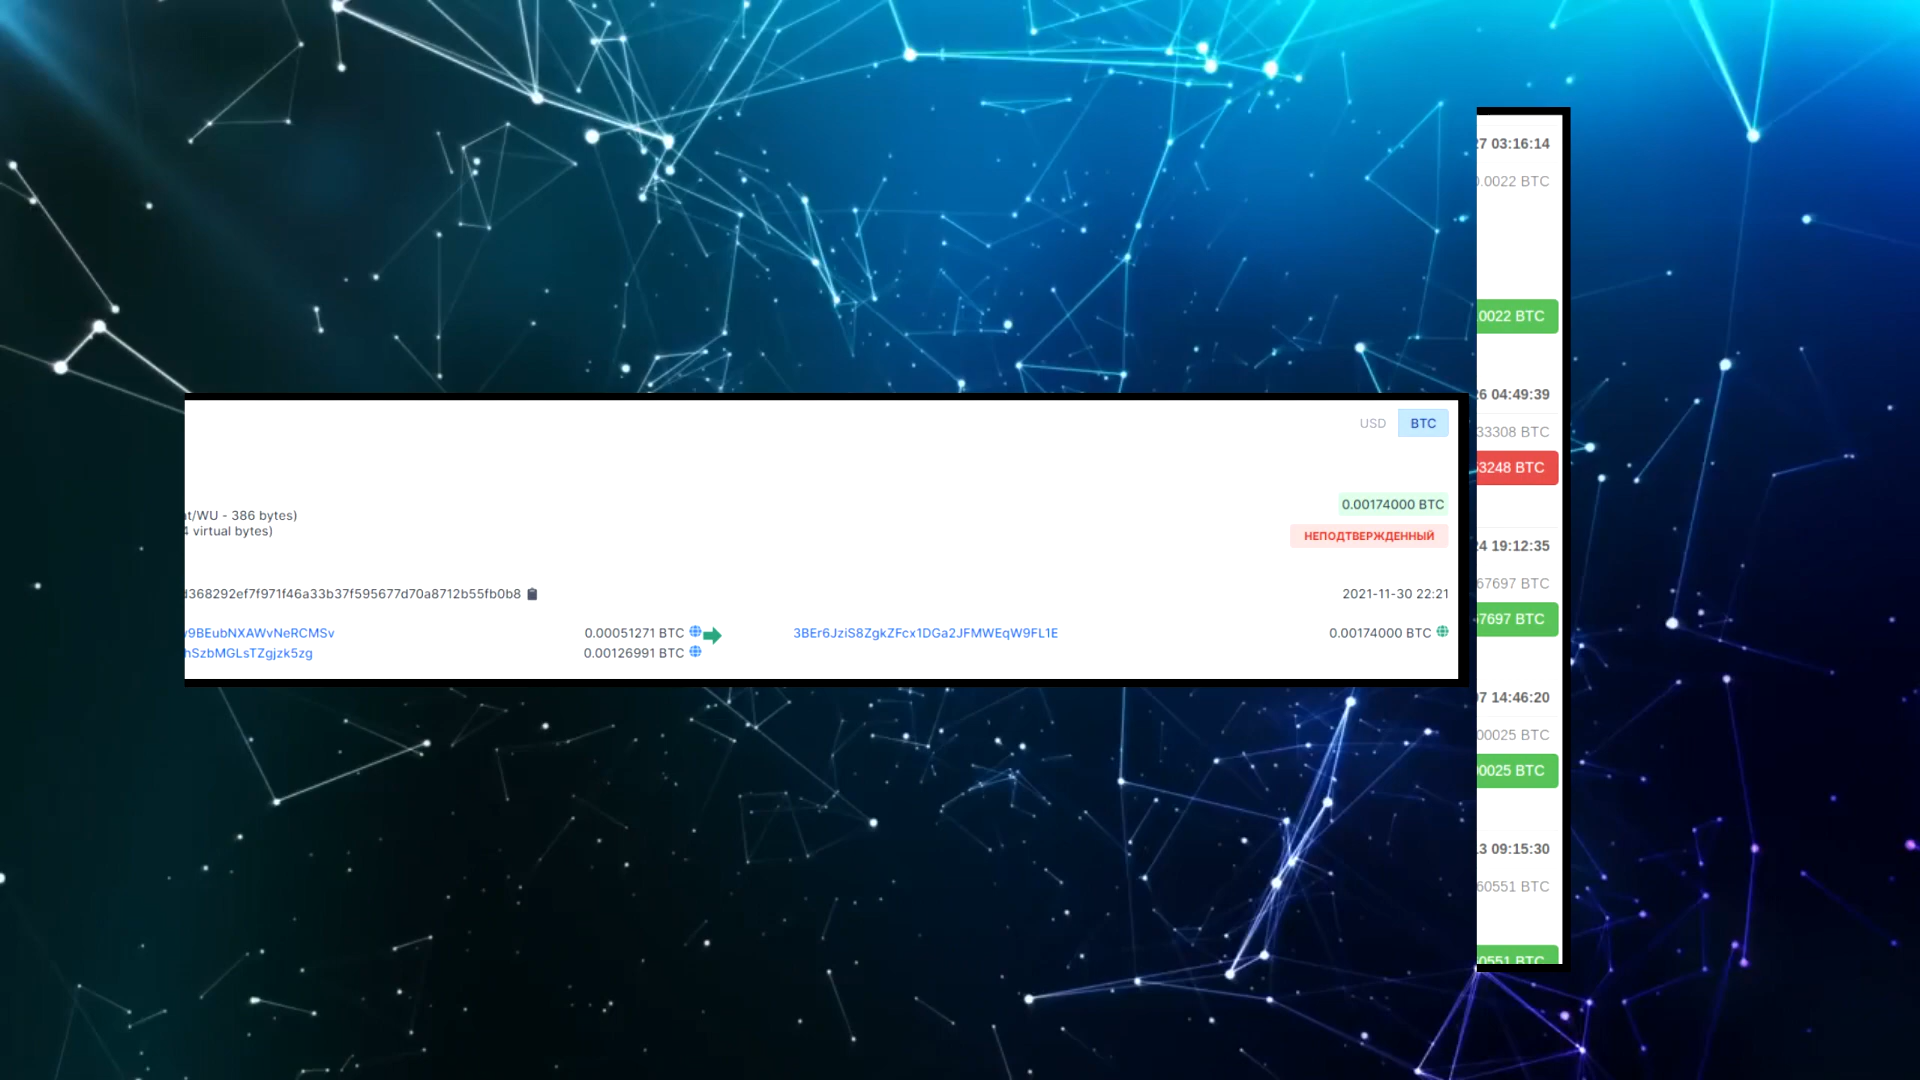 USD BTC
0.00174000 BTC
t/WU - 386 bytes)
НЕПОДТВЕРЖДЕННЫЙ
virtual bytes)
368292ef7f971f46a33b37f595677d70a8712b55fb0b8 2021-11-30 22:21
9BEubNXAWvNeRCMSv 0.00051271 BTC 3BEr6JziS8ZgkZFcx1DGa2JFMWEqW9FL1E 0.00174000 BTC
hSzbMGLsTZgjzk5zg 0.00126991 BTC
7 03:16:14
.0022 BTC
0022 BTC
6 04:49:39
33308 BTC
3248 BTC
4 19:12:35
67697 BTC
7697 BTC
7 14:46:20
00025 BTC
0025 BTC
3 09:15:30
60551 BTC
0551 BTC